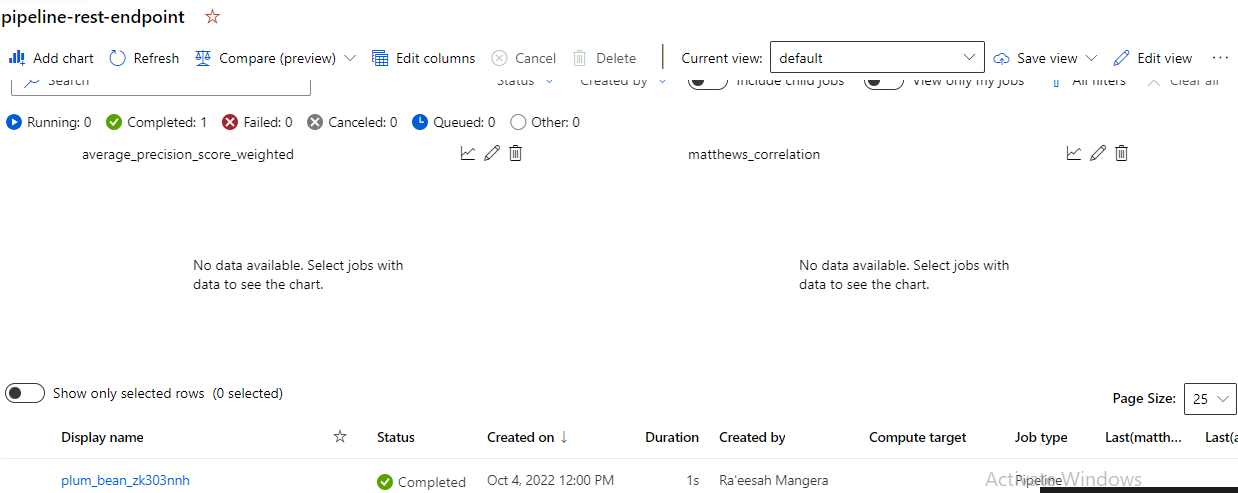 pipeline-rest-endpoint
Add chart Refresh Compare (preview) Edit columns Cancel Delete Current view: default Save view Edit view ...
Search Status Created by Include child jobs View only my jobs All filters Clear all
Running: 0 Completed: 1 Failed: 0 Canceled: 0 Queued: 0 Other: 0
average_precision_score_weighted matthews_correlation
No data available. Select jobs with No data available. Select jobs with
data to see the chart. data to see the chart.
Show only selected rows (0 selected) Page Size: 25
Display name Status Created on ↓ Duration Created by Compute target Job type Last(matth... Last(a
plum_bean_zk303nnh Completed Oct 4, 2022 12:00 PM 1s Ra'eesah Mangera Pipeline
Activate Windows